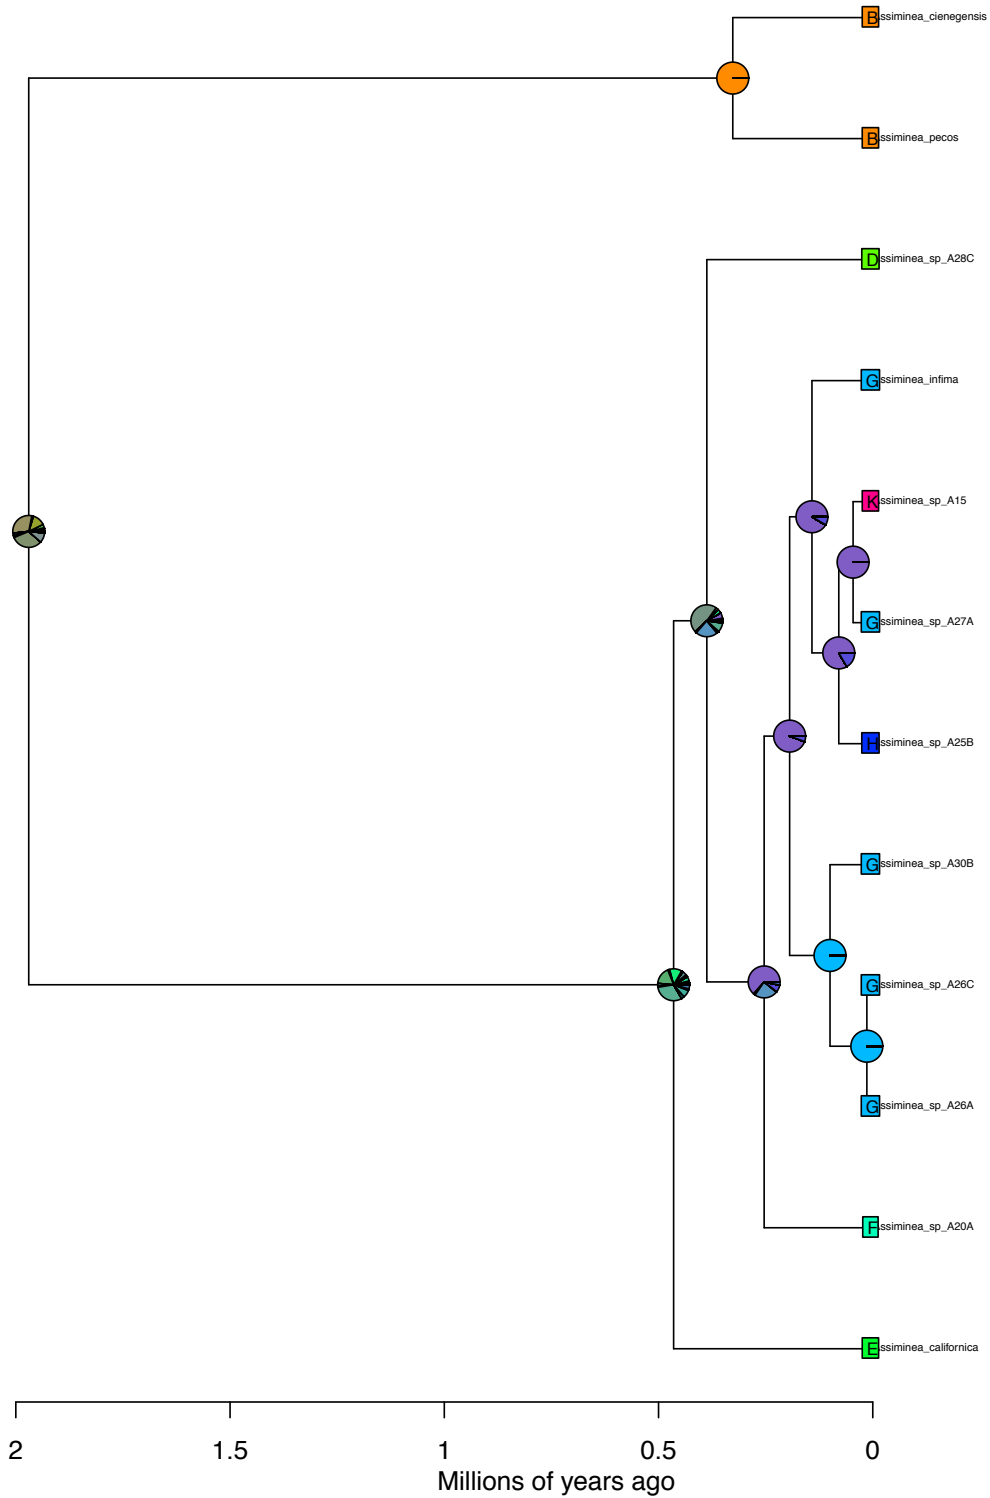 B ssiminea_cienegensis
B ssiminea_pecos
D ssiminea_sp_A28C
G ssiminea_infima
K ssiminea_sp_A15
G ssiminea_sp_A27A
H ssiminea_sp_A25B
G ssiminea_sp_A30B
G ssiminea_sp_A26C
G ssiminea_sp_A26A
F ssiminea_sp_A20A
E ssiminea_californica
2 1.5 1 0.5 0
Millions of years ago